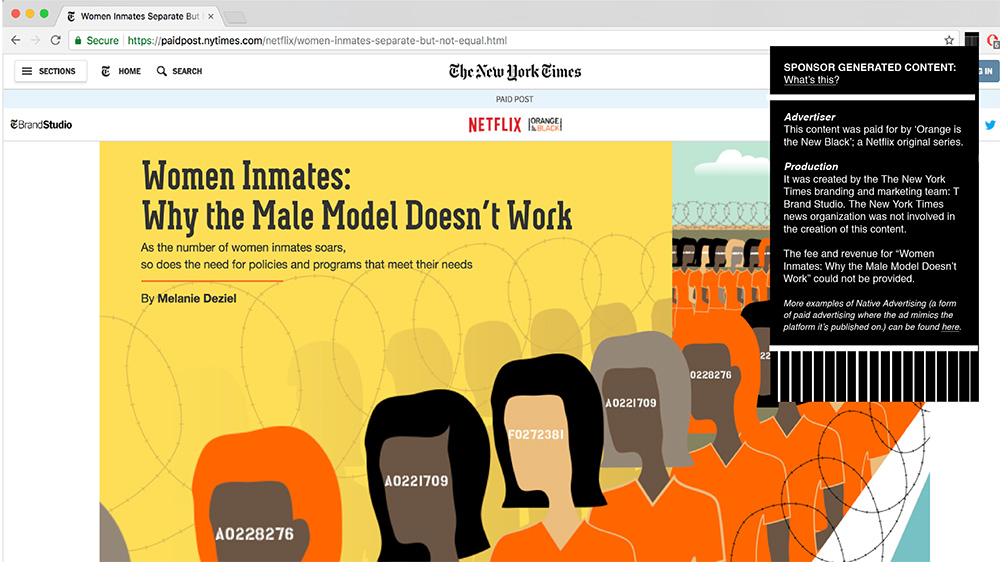 Women Inmates Separate But
Secure https://paidpost.nytimes.com/netflix/women-inmates-separate-but-not-equal.html
SECTIONS HOME SEARCH The New York Times
PAID POST
T BrandStudio NETFLIX ORANGE is the new BLACK
Women Inmates:
Why the Male Model Doesn't Work
As the number of women inmates soars,
so does the need for policies and programs that meet their needs
By Melanie Deziel
SPONSOR GENERATED CONTENT:
What's this?
Advertiser
This content was paid for by 'Orange is
the New Black'; a Netflix original series.
Production
It was created by the The New York
Times branding and marketing team: T
Brand Studio. The New York Times
news organization was not involved in
the creation of this content.
The fee and revenue for "Women
Inmates: Why the Male Model Doesn't
Work" could not be provided.
More examples of Native Advertising (a form
of paid advertising where the ad mimics the
platform it's published on.) can be found here.
A0228276
A0221709
F0272381
A0221709
A0228276